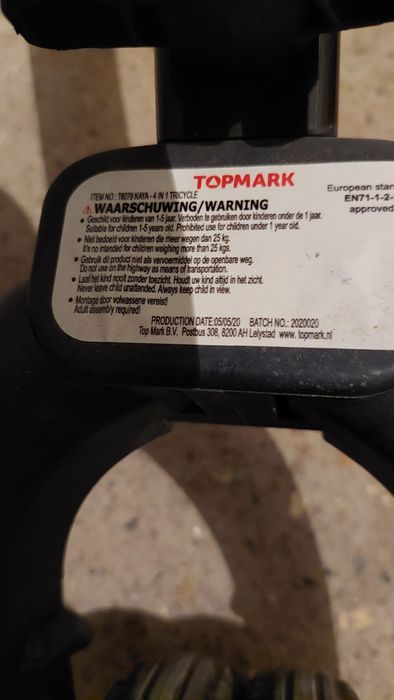 TOPMARK
ITEM NO.: T6079 KAYA - 4 IN 1 TRICYCLE
European
EN71-1-2-
approved
WAARSCHUWING/WARNING
• Geschikt voor kinderen van 1-5 jaar. Verboden te gebruiken door kinderen onder de 1 jaar.
Suitable for children 1-5 years old. Prohibited use for children under 1 year old.
• Niet bedoeld voor kinderen die meer wegen dan 25 kg.
It's no intended for children weighing more than 25 kgs.
• Gebruik dit product niet als vervoermiddel op de openbare weg.
Do not use on the highway as means of transportation.
• Laat het kind nooit zonder toezicht. Houdt uw kind altijd in het zicht.
Never leave child unattended. Always keep child in view.
• Montage door volwassene vereist!
Adult assembly required!
PRODUCTION DATE:05/05/20 BATCH NO.: 2020020
Top Mark B.V. Postbus 306, 8200 AH Lelystad www.topmark.nl